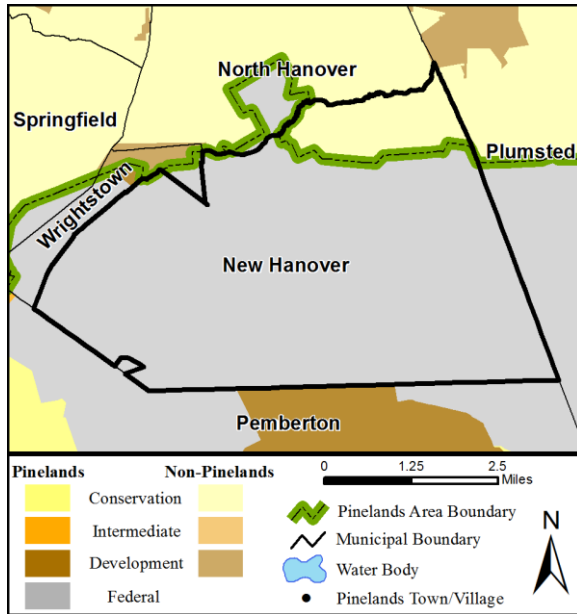 North Hanover
Springfield
Plumsted
Wrightstown
New Hanover
Pemberton
Pinelands
Non-Pinelands
Conservation
Intermediate
Development
Federal
0 1.25 2.5
Miles
Pinelands Area Boundary
Municipal Boundary
Water Body
Pinelands Town/Village
N